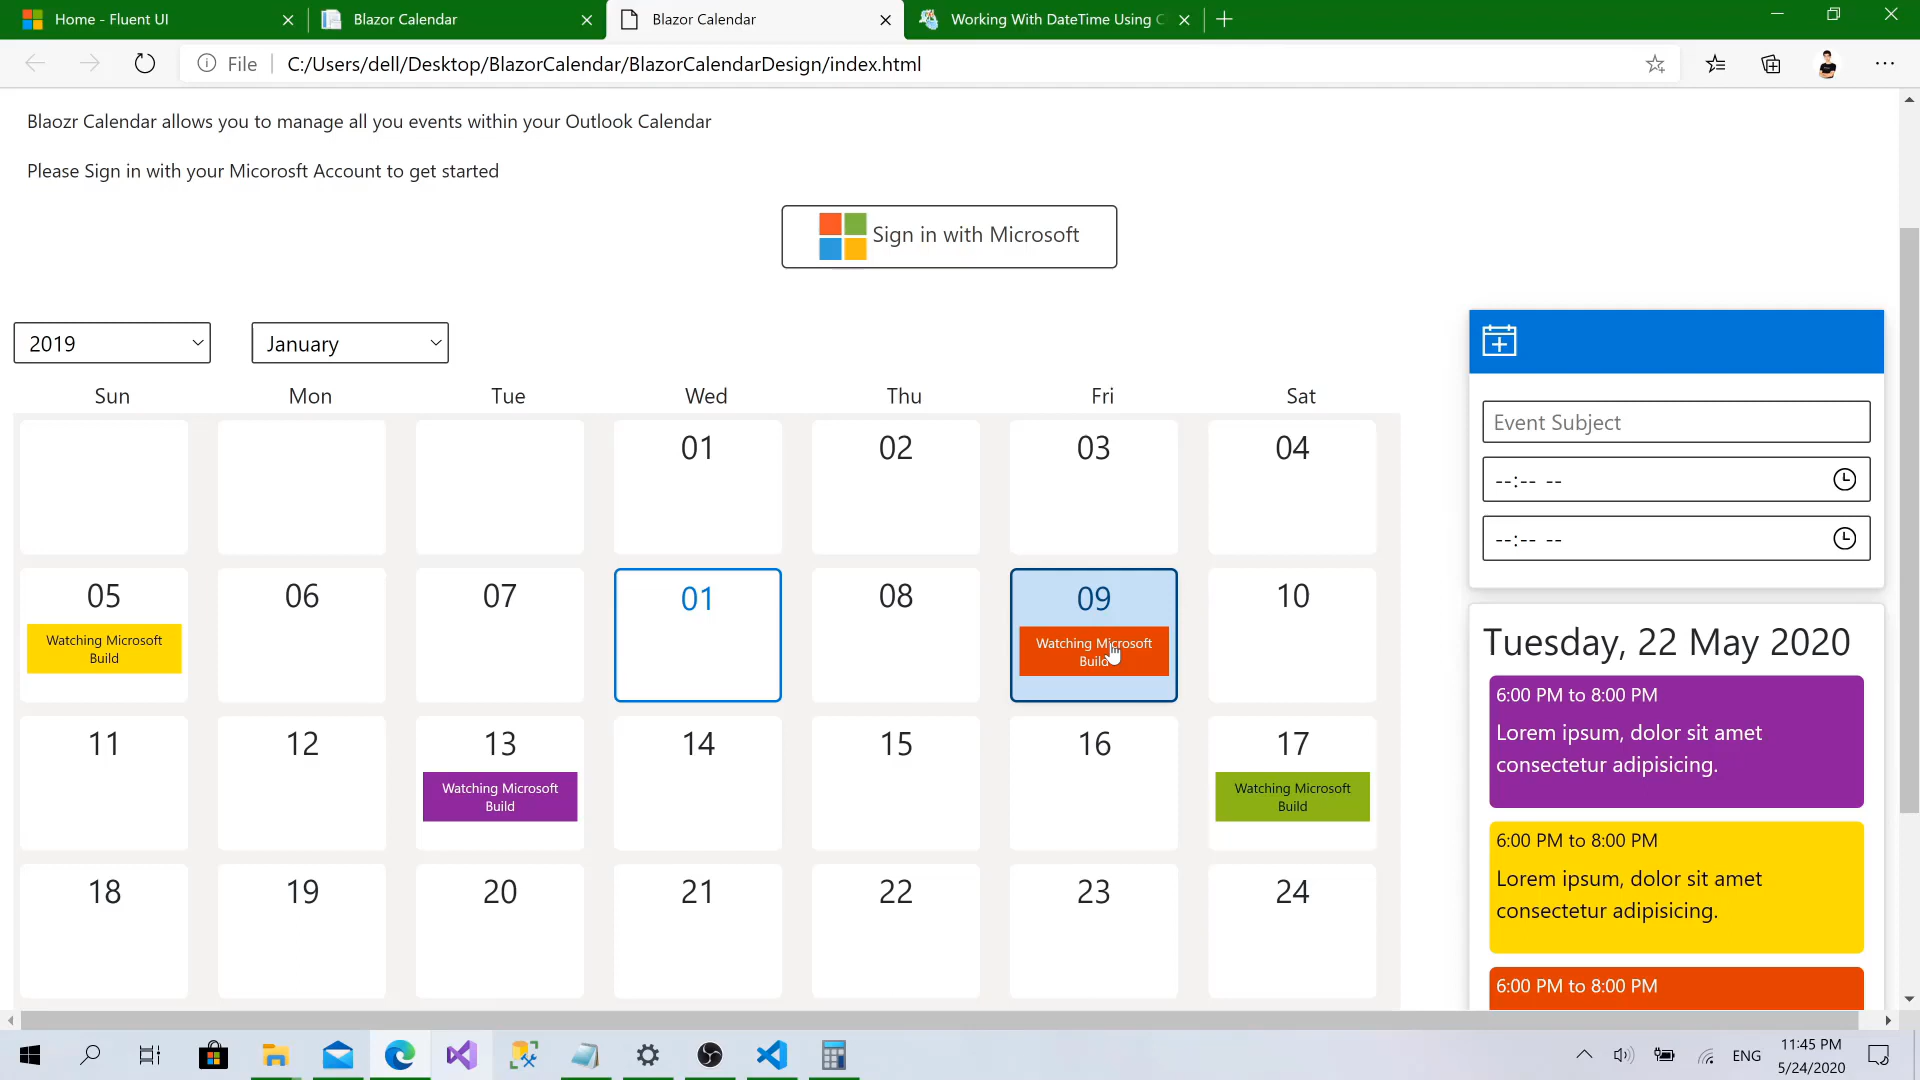 Home - Fluent UI
Blazor Calendar
Blazor Calendar
Working With DateTime Using C
File
C:/Users/dell/Desktop/BlazorCalendar/BlazorCalendarDesign/index.html
Blaozr Calendar allows you to manage all you events within your Outlook Calendar
Please Sign in with your Micorosft Account to get started
Sign in with Microsoft
2019
January
Sun Mon Tue Wed Thu Fri Sat
01 02 03 04
05 06 07 01 08 09 10
Watching Microsoft
Build
Watching Microsoft
Build
11 12 13 14 15 16 17
Watching Microsoft
Build
Watching Microsoft
Build
18 19 20 21 22 23 24
Event Subject
--:-- --
--:-- --
Tuesday, 22 May 2020
6:00 PM to 8:00 PM
Lorem ipsum, dolor sit amet
consectetur adipisicing.
6:00 PM to 8:00 PM
Lorem ipsum, dolor sit amet
consectetur adipisicing.
6:00 PM to 8:00 PM
ENG
11:45 PM
5/24/2020